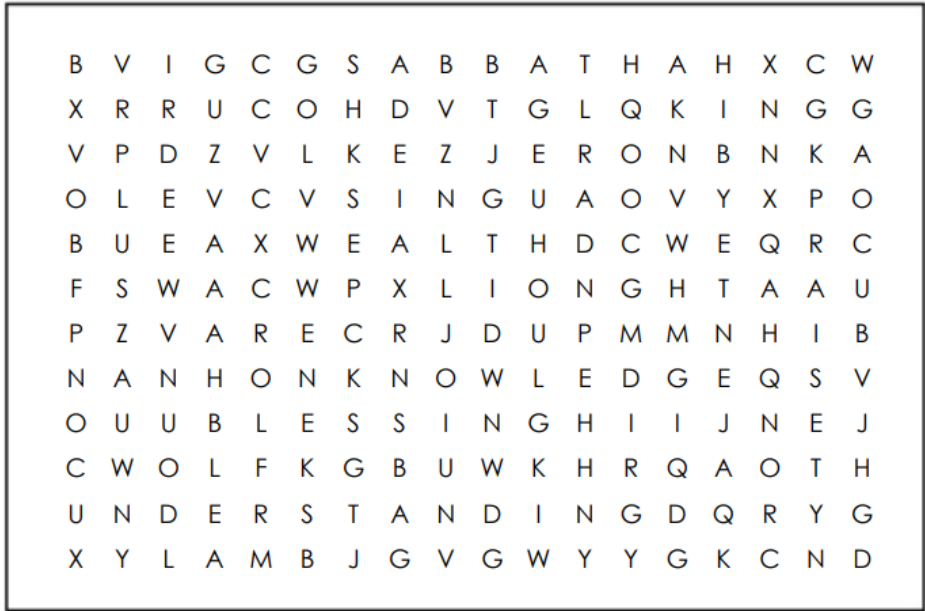 B V I G C G S A B B A T H A H X C W
X R R U C O H D V T G L Q K I N G G
V P D Z V L K E Z J E R O N B N K A
O L E V C V S I N G U A O V Y X P O
B U E A X W E A L T H D C W E Q R C
F S W A C W P X L I O N G H T A A U
P Z V A R E C R J D U P M M N H I B
N A N H O N K N O W L E D G E Q S V
O U U B L E S S I N G H I I J N E J
C W O L F K G B U W K H R Q A O T H
U N D E R S T A N D I N G D Q R Y G
X Y L A M B J G V G W Y Y G K C N D